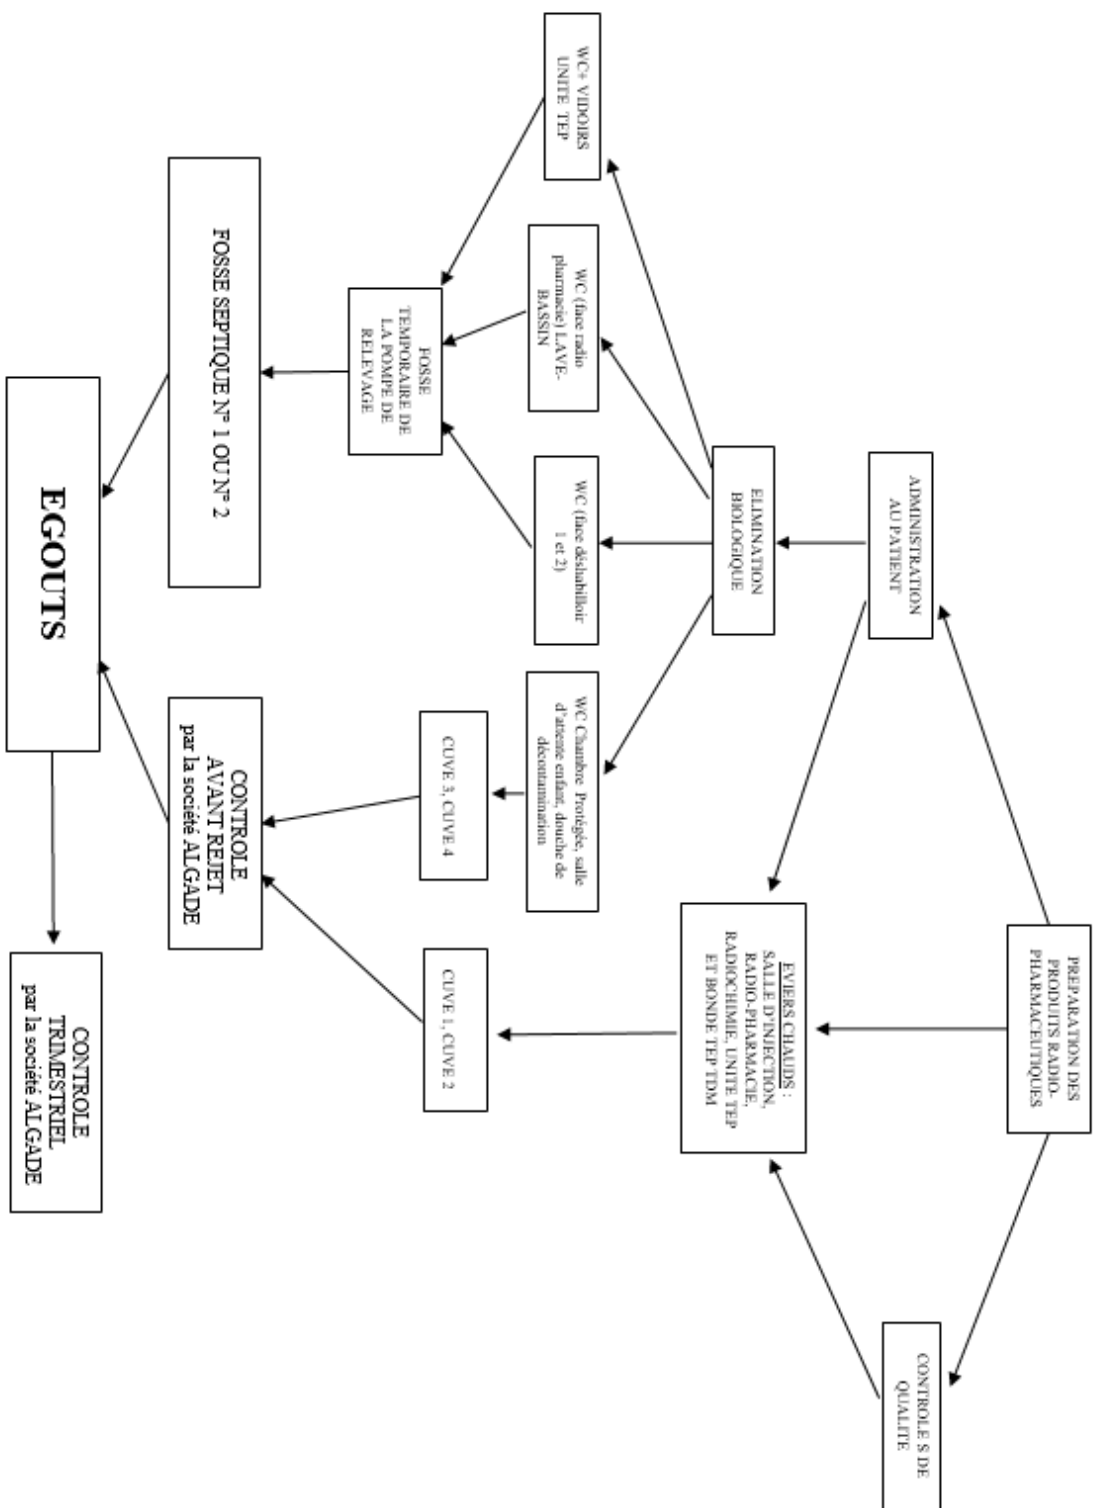 PREPARATION DES
PRODUITS RADIO-
PHARMACEUTIQUES
ADMINISTRATION
AU PATIENT
CONTROLE S DE
QUALITE
ELIMINATION
BIOLOGIQUE
EVIERS CHAUDS :
SALLE D'INJECTION,
RADIO-PHARMACIE,
RADIOCHIMIE, UNITE TEP
ET BONDE TEP TDM
WC+ VIDOIRS
UNITE TEP
WC (face radio
pharmacie) LAVE-
BASSIN
WC (face déshabilloir
1 et 2)
WC Chambre Protégée, salle
d'attente enfant, douche de
décontamination
FOSSE
TEMPORAIRE DE
LA POMPE DE
RELEVAGE
CUVE 3, CUVE 4
CUVE 1, CUVE 2
FOSSE SEPTIQUE N° 1 OU N° 2
CONTROLE
AVANT REJET
par la société ALGADE
EGOUTS
CONTROLE
TRIMESTRIEL
par la société ALGADE